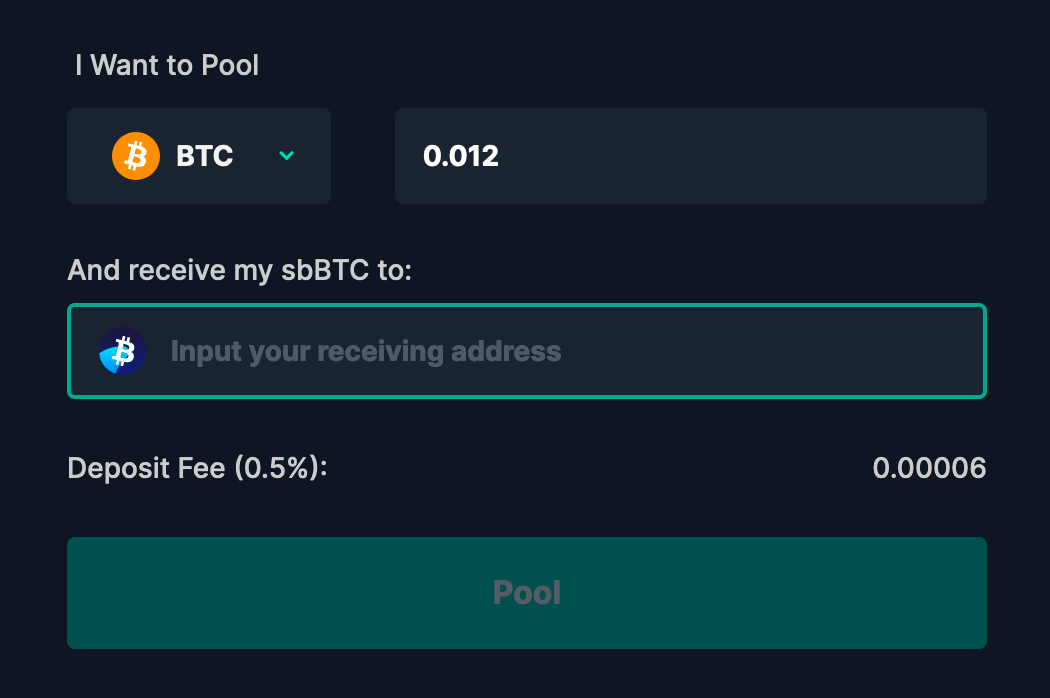 I Want to Pool
BTC
0.012
And receive my sbBTC to:
Input your receiving address
Deposit Fee (0.5%):
0.00006
Pool